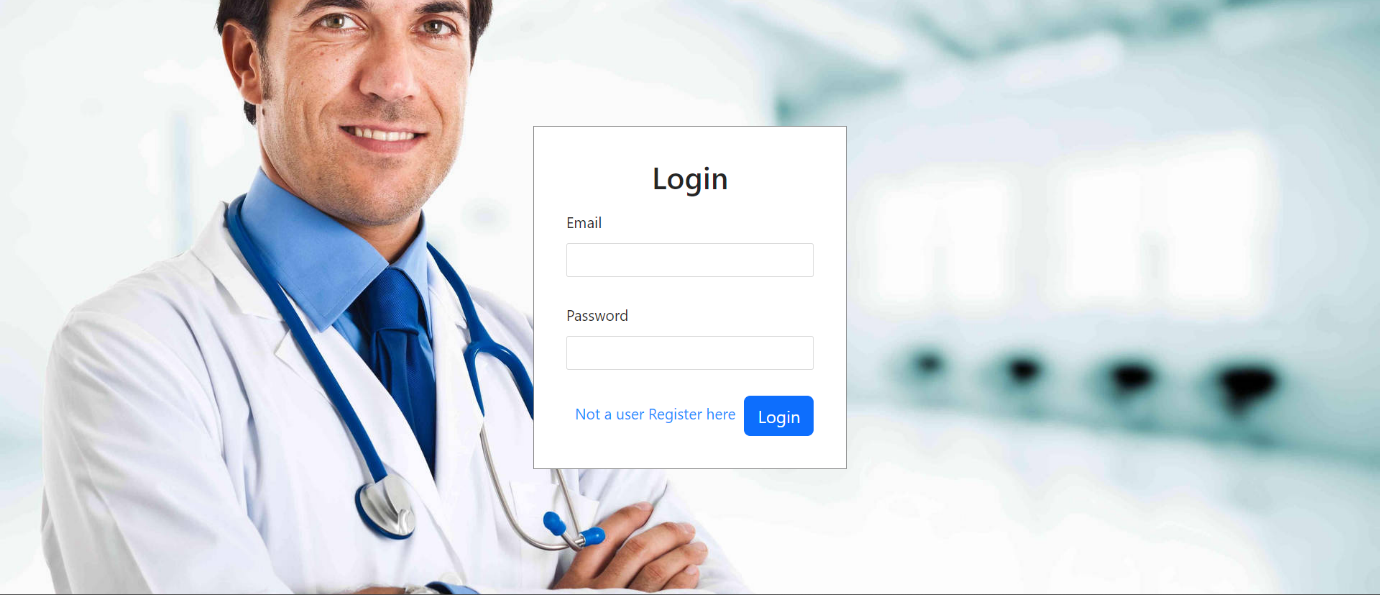 Login
Email
Password
Not a user Register here
Login